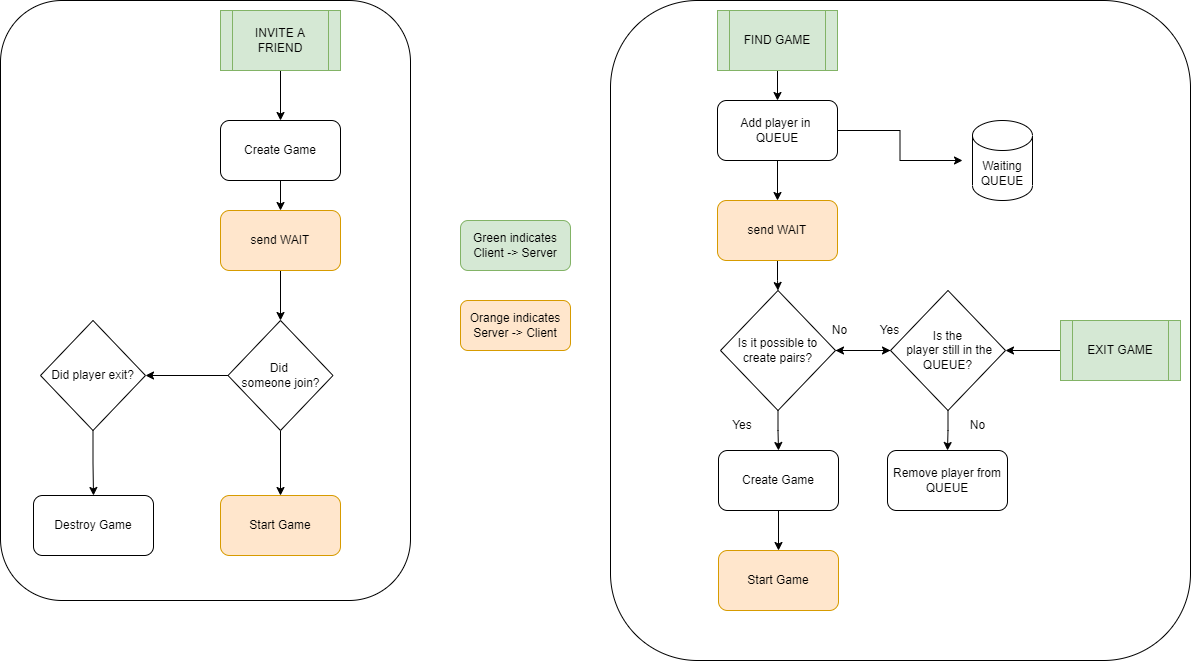 INVITE A
FRIEND
Create Game
send WAIT
Did
someone join?
Did player exit?
Destroy Game
Start Game
Green indicates
Client -> Server
Orange indicates
Server -> Client
FIND GAME
Add player in
QUEUE
Waiting
QUEUE
send WAIT
Is it possible to
create pairs?
No
Yes
Is the
player still in the
QUEUE?
EXIT GAME
Yes
No
Create Game
Remove player from
QUEUE
Start Game